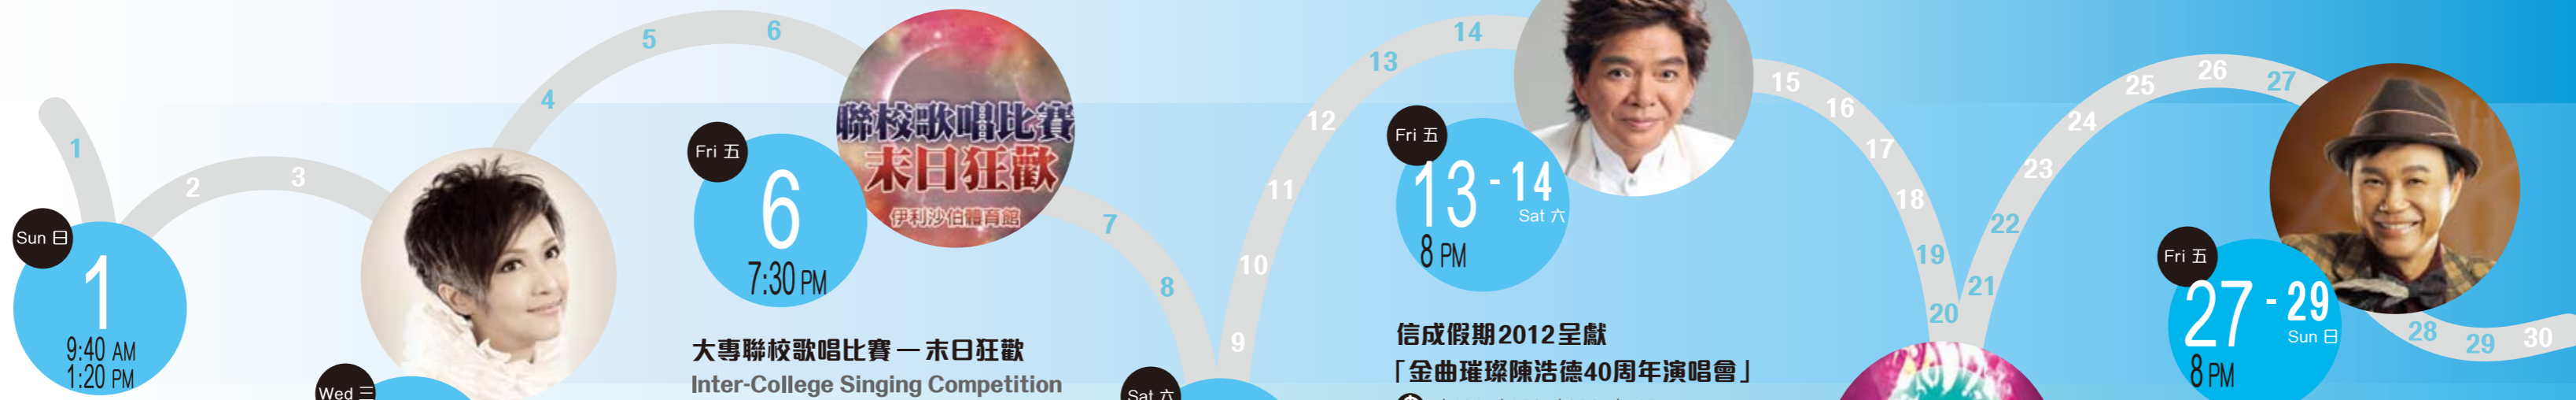 1
2
3
4
5
6
7
8
9
10
11
12
13
14
15
16
17
18
19
20
21
22
23
24
25
26
27
28
29
30
Sun 日
1
9:40 AM
1:20 PM
Wed 三
Fri 五
6
7:30 PM
聯校歌唱比賽
末日狂歡
伊利沙伯體育館
大專聯校歌唱比賽 — 末日狂歡
Inter-College Singing Competition
Sat 六
Fri 五
13 - 14
Sat 六
8 PM
信成假期2012呈獻
「金曲璀璨陳浩德40周年演唱會」
Fri 五
27 - 29
Sun 日
8 PM